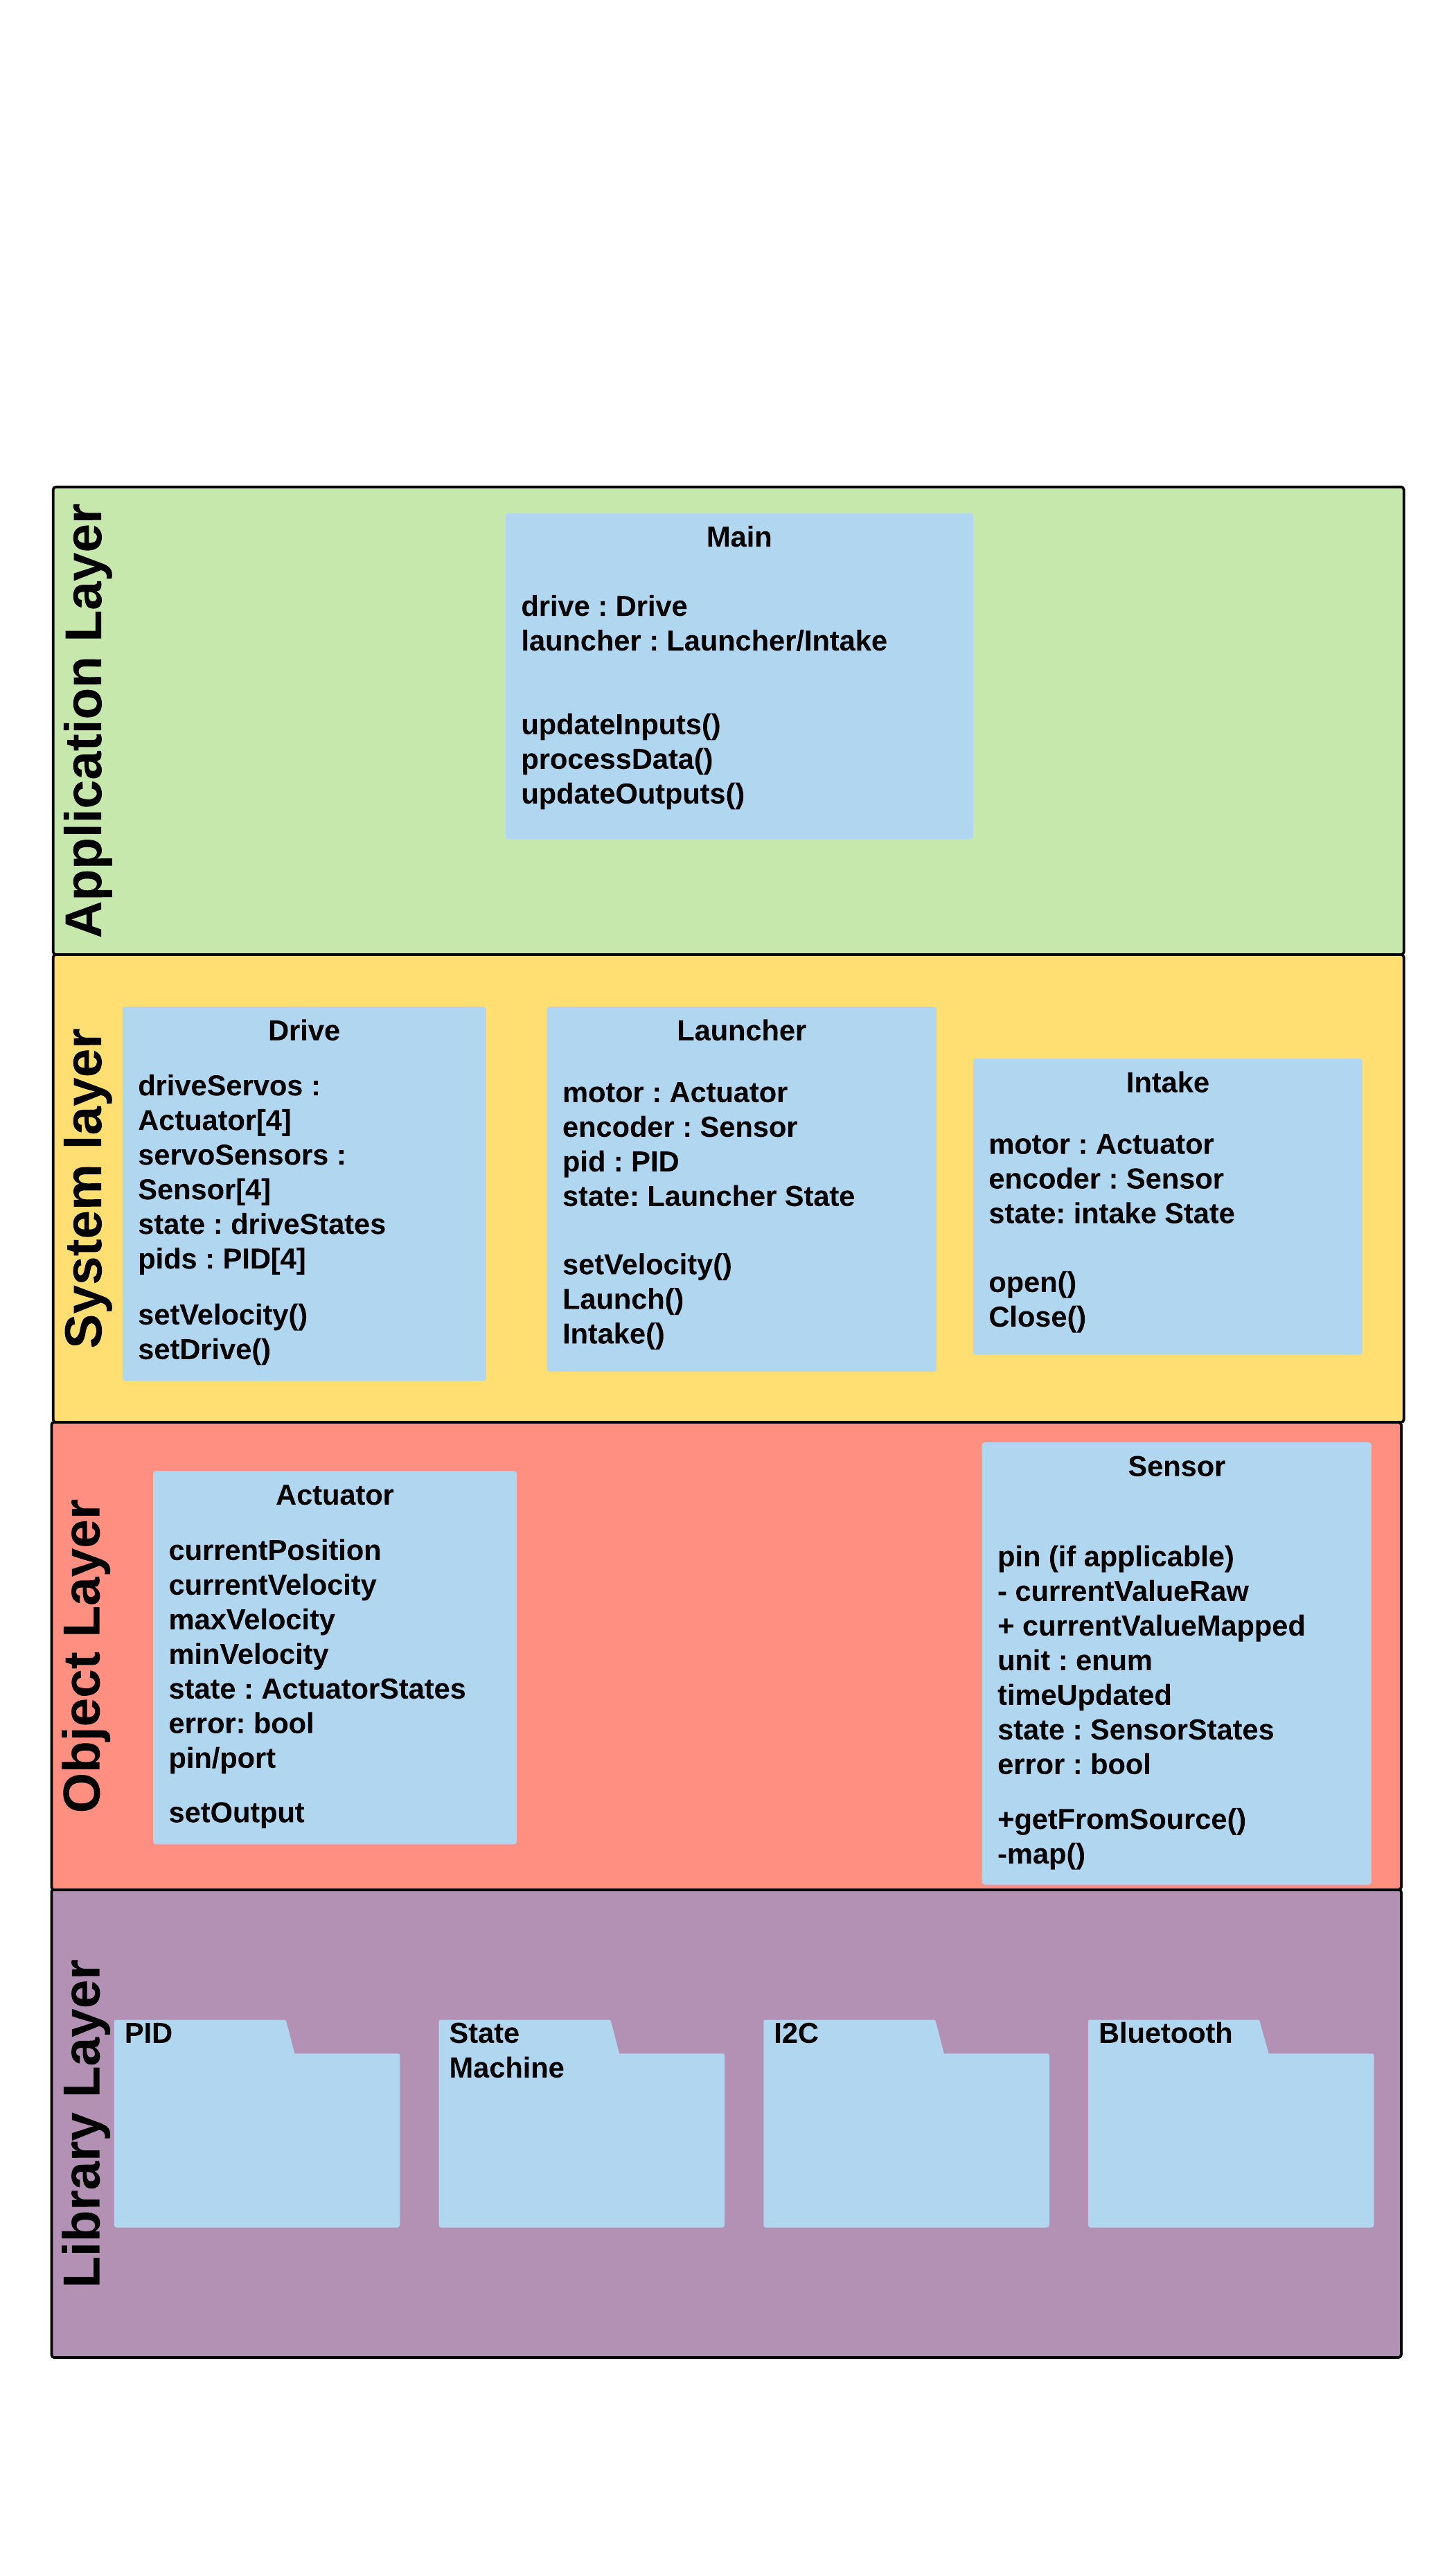 Application Layer
Main
drive : Drive
launcher : Launcher/Intake
updateInputs()
processData()
updateOutputs()
System layer
Drive
driveServos :
Actuator[4]
servoSensors :
Sensor[4]
state : driveStates
pids : PID[4]
setVelocity()
setDrive()
Launcher
motor : Actuator
encoder : Sensor
pid : PID
state: Launcher State
setVelocity()
Launch()
Intake()
Intake
motor : Actuator
encoder : Sensor
state: intake State
open()
Close()
Object Layer
Actuator
currentPosition
currentVelocity
maxVelocity
minVelocity
state : ActuatorStates
error: bool
pin/port
setOutput
Sensor
pin (if applicable)
- currentValueRaw
+ currentValueMapped
unit : enum
timeUpdated
state : SensorStates
error : bool
+getFromSource()
-map()
Library Layer
PID
State
Machine
I2C
Bluetooth